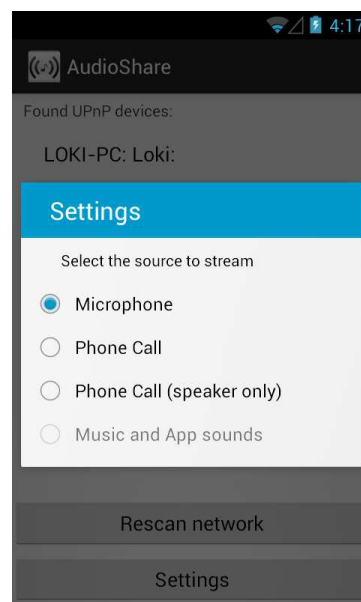 4:17
AudioShare
Found UPnP devices:
LOKI-PC: Loki:
Settings
Select the source to stream
Microphone
Phone Call
Phone Call (speaker only)
Music and App sounds
Rescan network
Settings